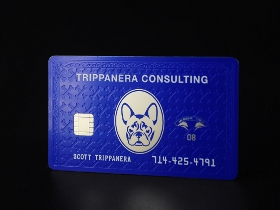 TRIPPANERA CONSULTING
08
SCOTT TRIPPANERA
714-425-4791